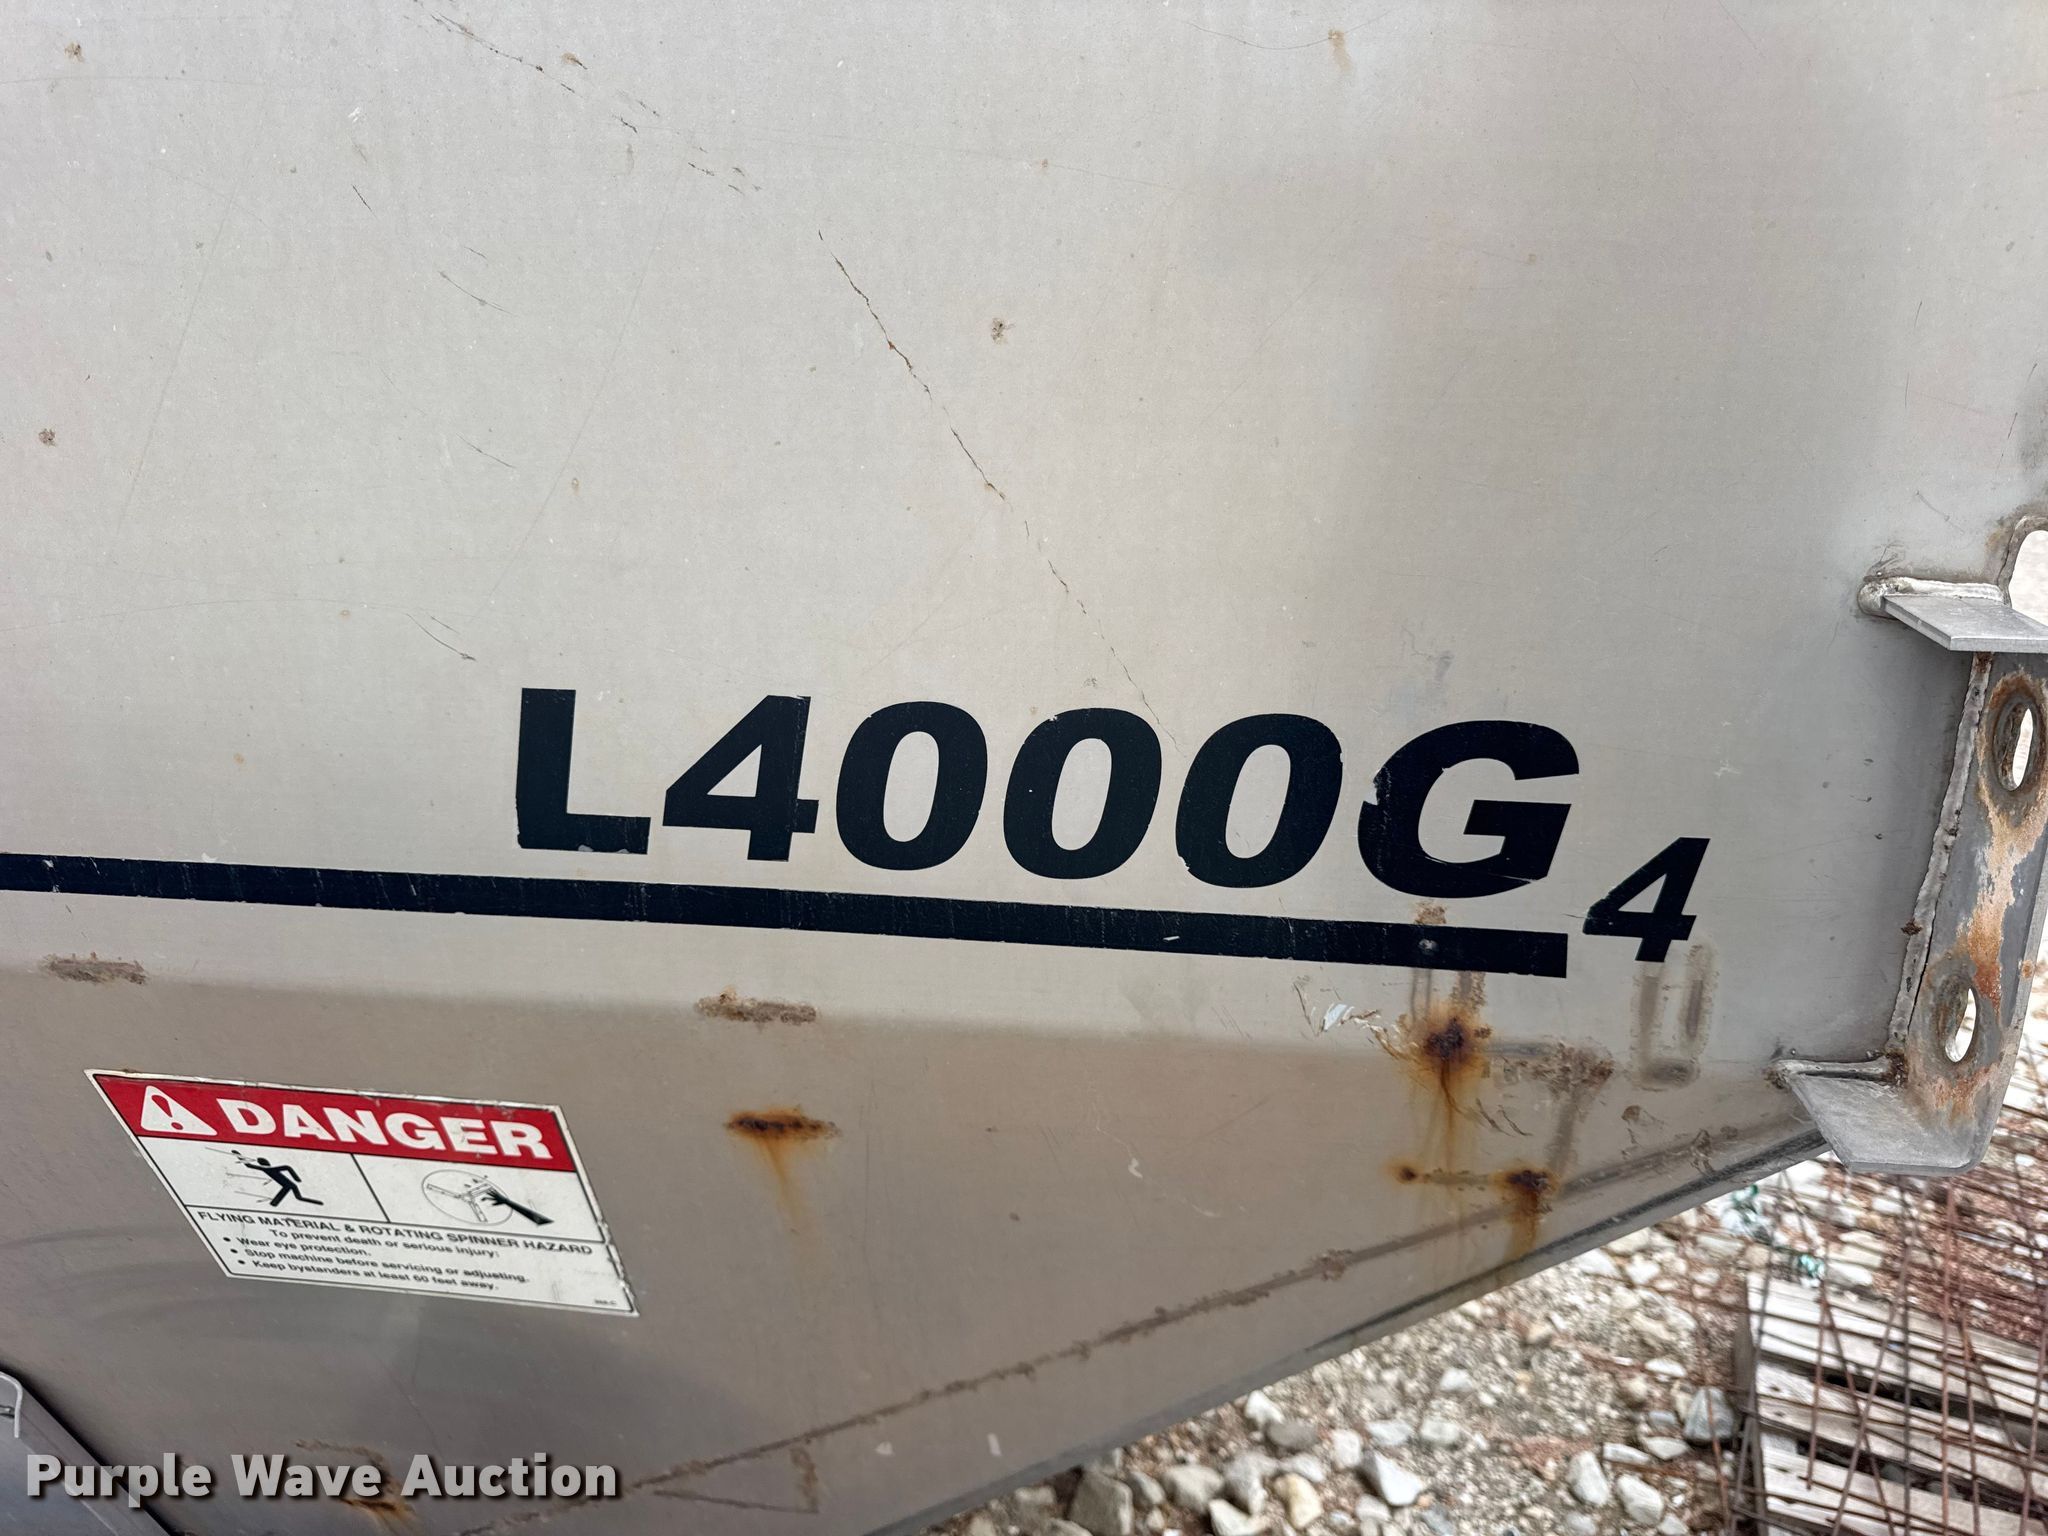 L4000G4
DANGER
FLYING MATERIAL & ROTATING SPINNER HAZARD
To prevent death or serious injury:
• Wear eye protection.
• Stop machine before servicing or adjusting.
• Keep bystanders at least 60 feet away.
Purple Wave Auction